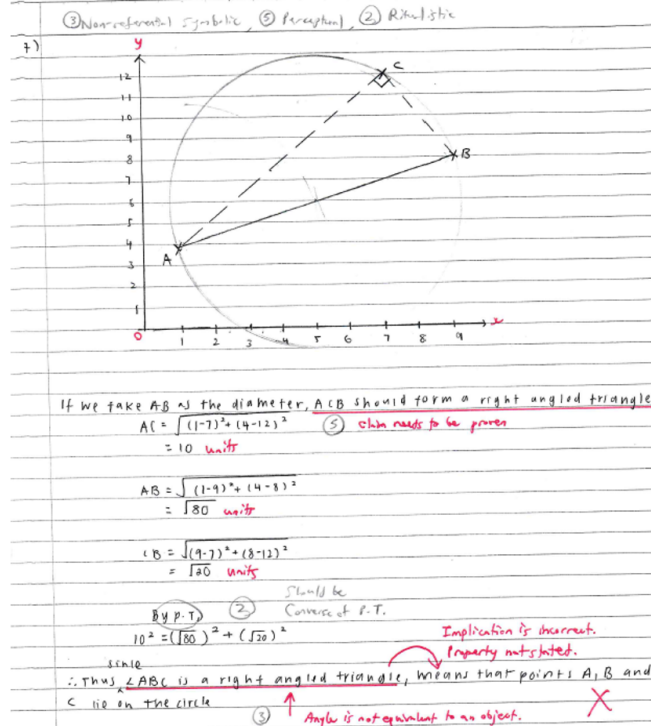 ③ Non-referential symbolic, ⑤ Perceptual, ② Ritualistic
7)
y
12
11
10
9
8
7
6
5
4
3
2
1
0
1 2 3 4 5 6 7 8 9
x
A
B
C
If we take AB as the diameter, ACB should form a right angled triangle
AC = √(1-7)² + (4-12)² ⑤ Claim needs to be proven
= 10 units
AB = √(1-9)² + (4-8)²
= √80 units
CB = √(9-7)² + (8-12)²
= √20 units
Should be
By P.T, ② Converse of P.T.
10² = (√80)² + (√20)²
Implication is incorrect.
Property not stated.
since
∴ Thus ∠ABC is a right angled triangle, means that points A, B and
C lie on the circle
③ Angle is not equivalent to an object.